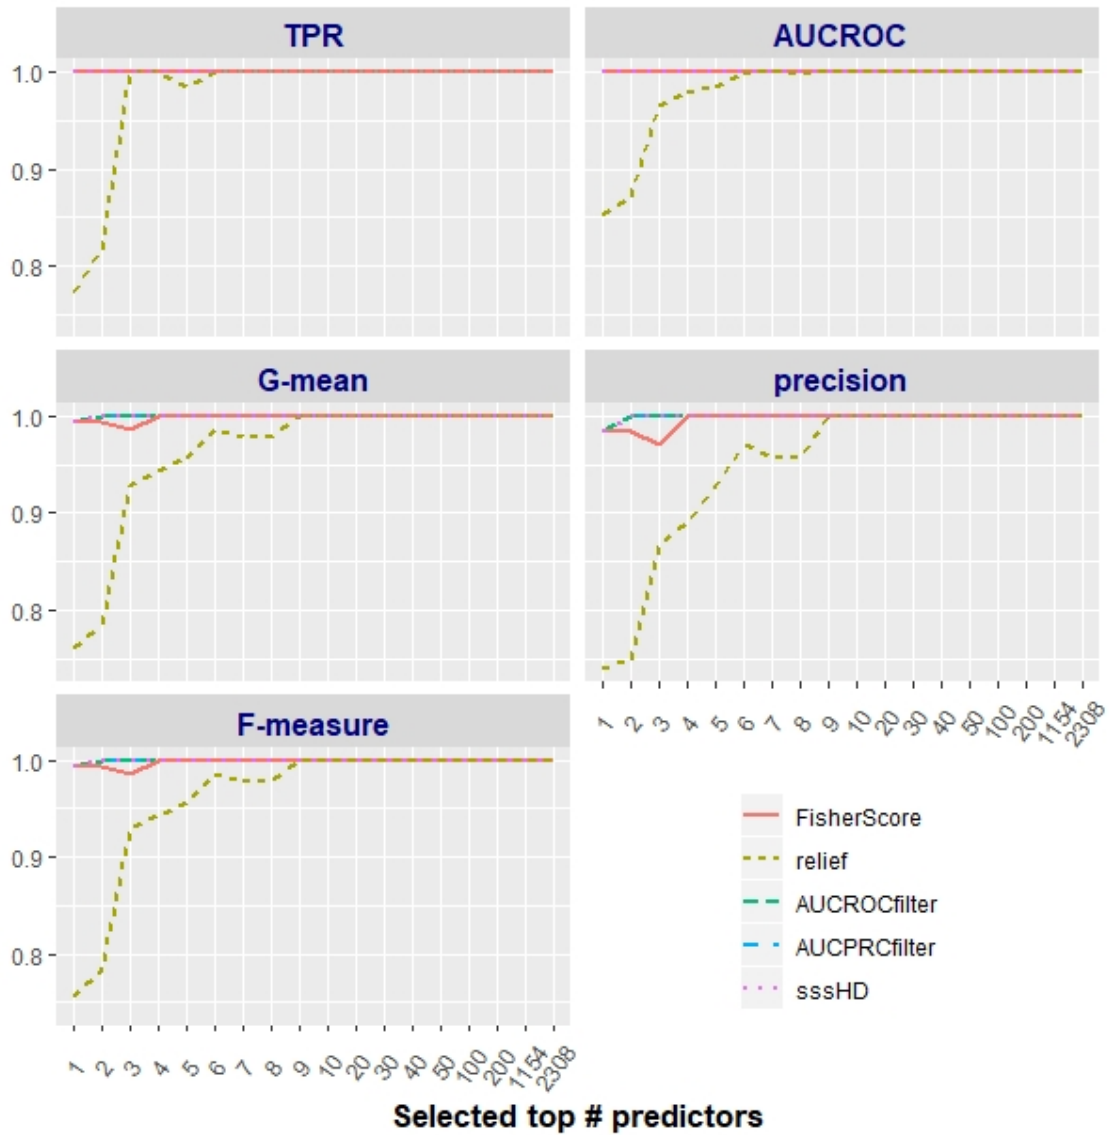 TPR
AUCROC
1.0
0.9
0.8
G-mean
precision
1.0
0.9
0.8
1 2 3 4 5 6 7 8 9 10 20 30 40 50 100 200 1154 2308
F-measure
1.0
0.9
0.8
FisherScore
relief
AUCROCfilter
AUCPRCfilter
sssHD
1 2 3 4 5 6 7 8 9 10 20 30 40 50 100 200 1154 2308
Selected top # predictors